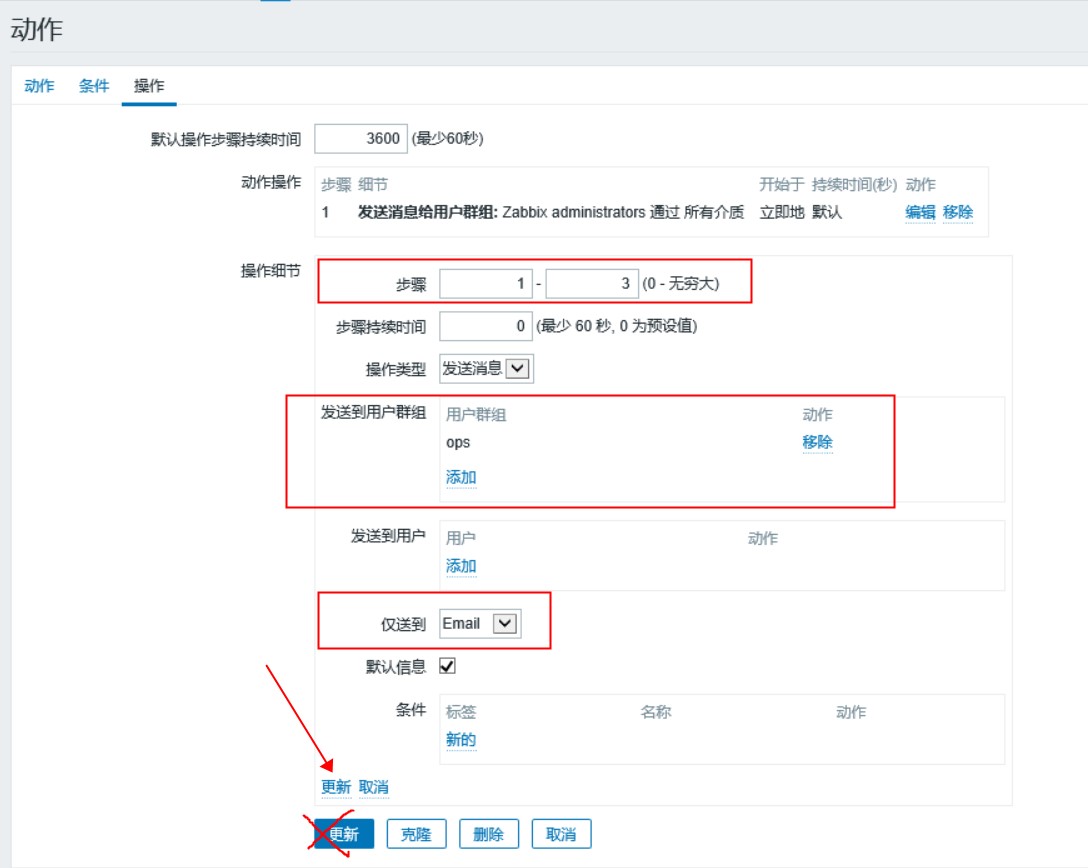 动作
动作 条件 操作
默认操作步骤持续时间 3600 (最少60秒)
动作操作 步骤 细节 开始于 持续时间(秒) 动作
1 发送消息给用户群组: Zabbix administrators 通过 所有介质 立即地 默认 编辑 移除
操作细节
步骤 1 - 3 (0 - 无穷大)
步骤持续时间 0 (最少 60 秒, 0 为预设值)
操作类型 发送消息
发送到用户群组 用户群组 动作
ops 移除
添加
发送到用户 用户 动作
添加
仅送到 Email
默认信息
条件 标签 名称 动作
新的
更新 取消
更新 克隆 删除 取消